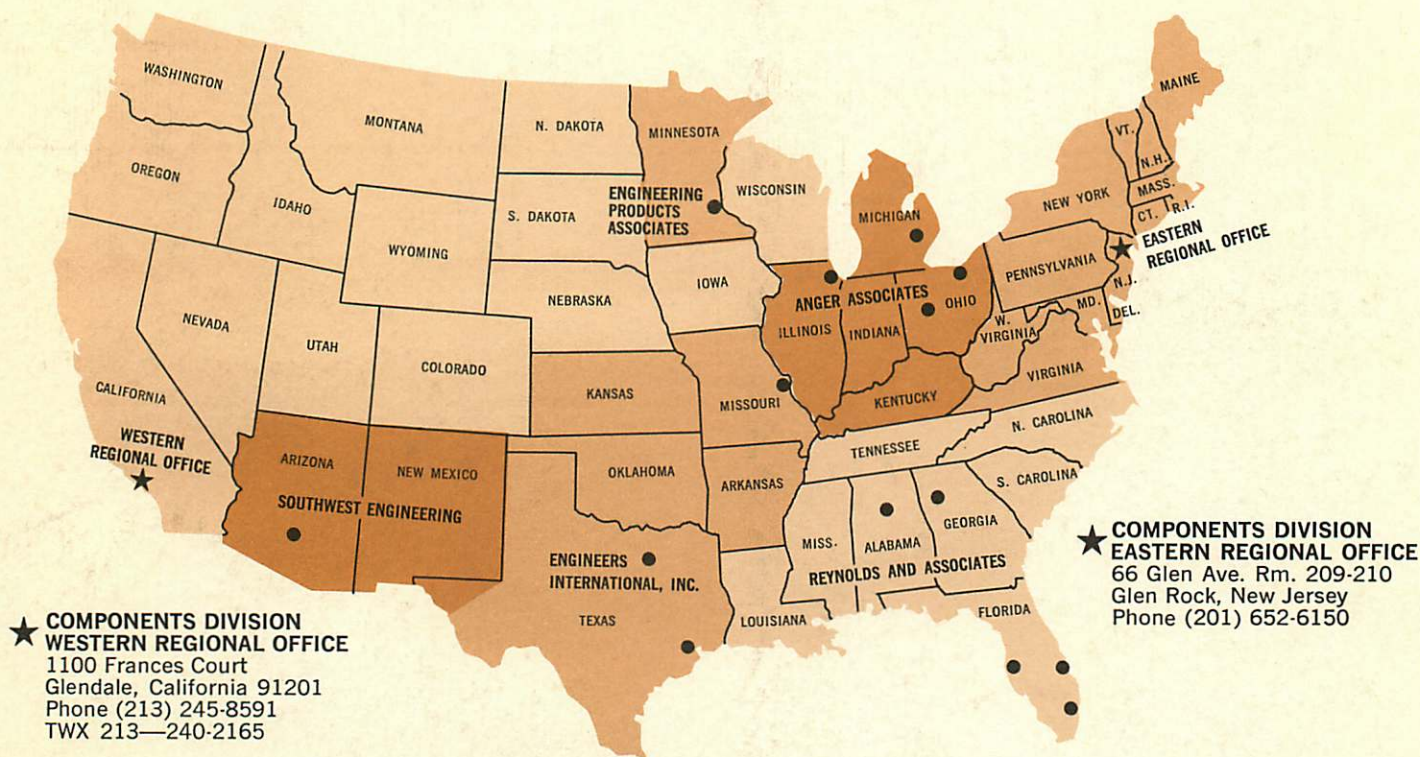 WASHINGTON
MONTANA
N. DAKOTA
MINNESOTA
MAINE
VT.
N.H.
OREGON
IDAHO
S. DAKOTA
ENGINEERING
PRODUCTS
ASSOCIATES
WISCONSIN
MICHIGAN
NEW YORK
MASS.
CT.
R.I.
WYOMING
EASTERN
REGIONAL OFFICE
PENNSYLVANIA
N.J.
IOWA
NEBRASKA
ANGER ASSOCIATES
OHIO
MD.
DEL.
NEVADA
UTAH
COLORADO
ILLINOIS
INDIANA
W.
VIRGINIA
VIRGINIA
CALIFORNIA
KANSAS
MISSOURI
KENTUCKY
N. CAROLINA
WESTERN
REGIONAL OFFICE
ARIZONA
NEW MEXICO
OKLAHOMA
ARKANSAS
TENNESSEE
S. CAROLINA
SOUTHWEST ENGINEERING
GEORGIA
MISS.
ALABAMA
ENGINEERS
INTERNATIONAL, INC.
REYNOLDS AND ASSOCIATES
TEXAS
LOUISIANA
FLORIDA
COMPONENTS DIVISION
WESTERN REGIONAL OFFICE
1100 Frances Court
Glendale, California 91201
Phone (213) 245-8591
TWX 213—240-2165
COMPONENTS DIVISION
EASTERN REGIONAL OFFICE
66 Glen Ave. Rm. 209-210
Glen Rock, New Jersey
Phone (201) 652-6150